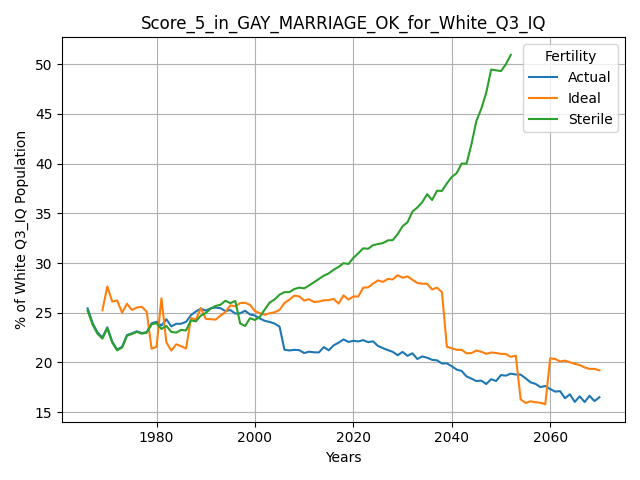 Score_5_in_GAY_MARRIAGE_OK_for_White_Q3_IQ
Fertility
Actual
Ideal
Sterile
% of White Q3_IQ Population
50
45
40
35
30
25
20
15
1980
2000
2020
2040
2060
Years